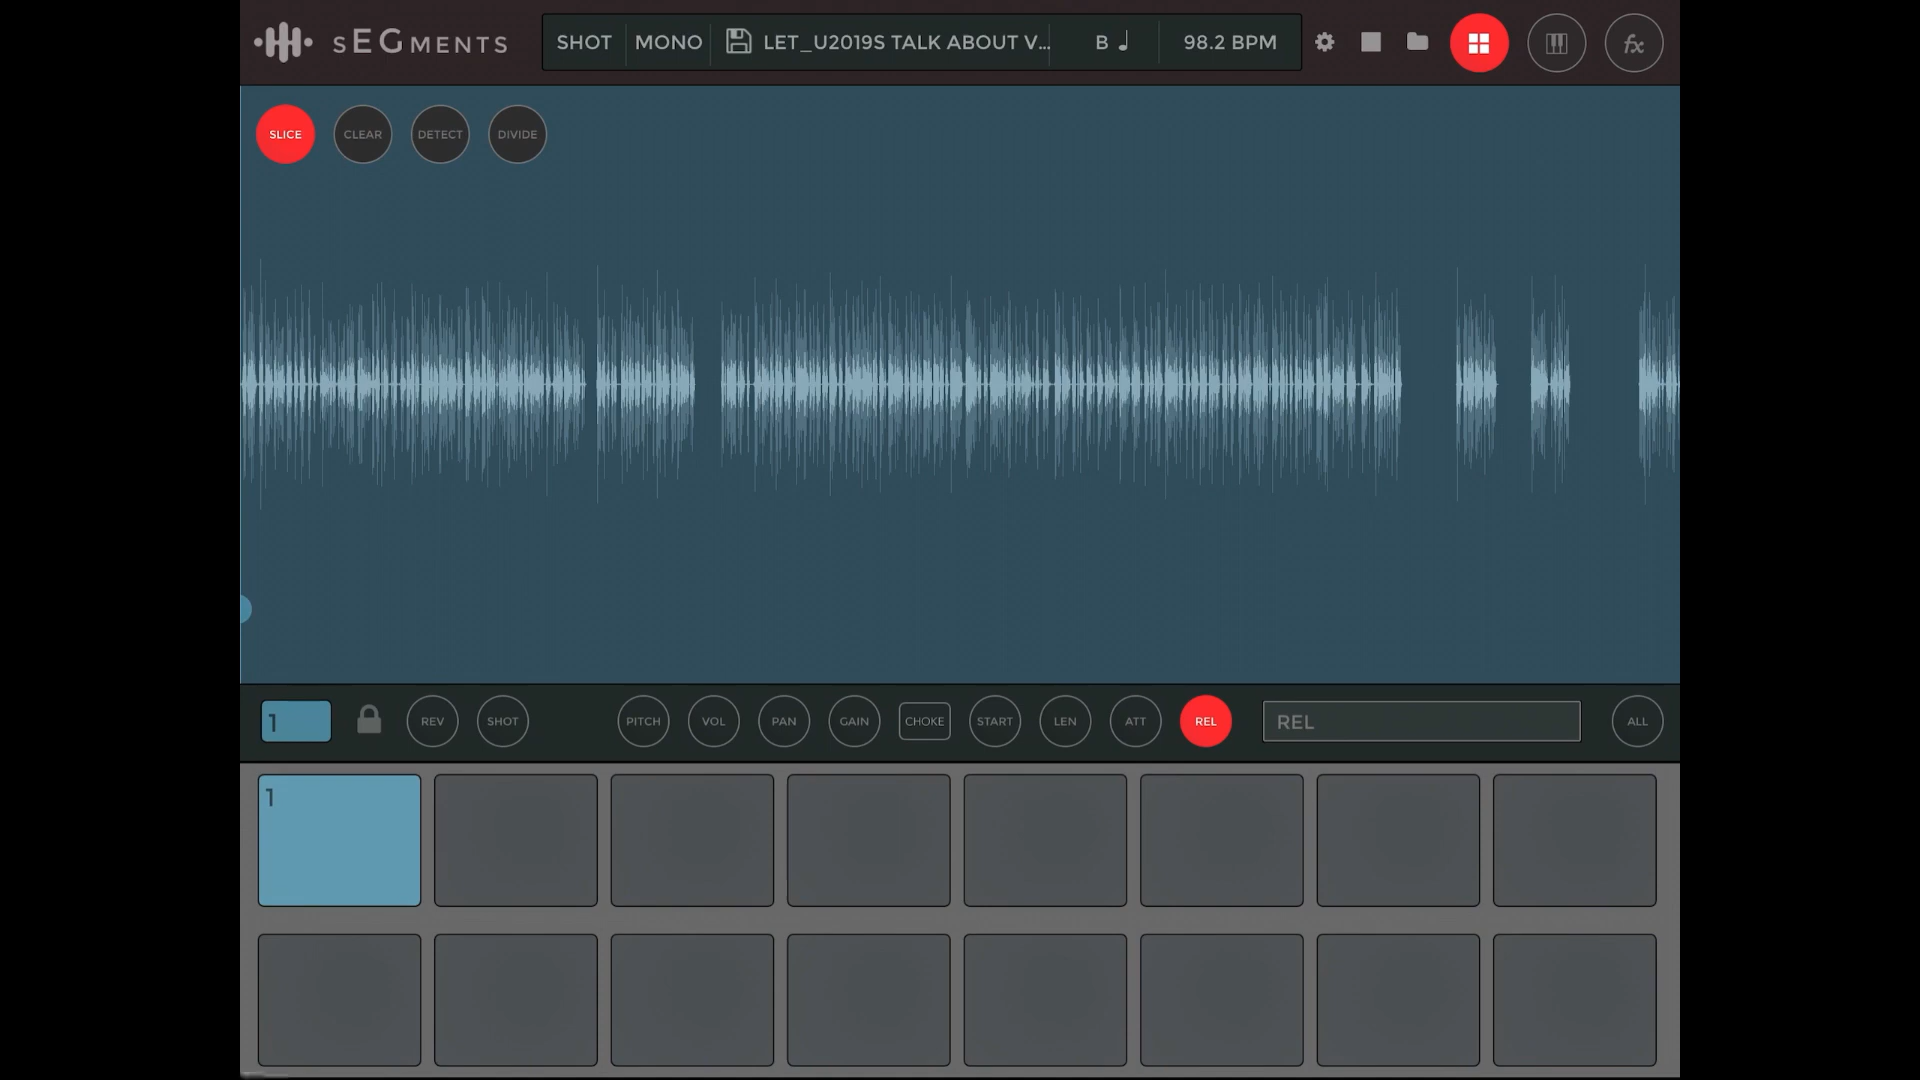 sEGMENTS
SHOT MONO LET_U2019S TALK ABOUT V... B ♩ 98.2 BPM fx
SLICE CLEAR DETECT DIVIDE
1 REV SHOT PITCH VOL PAN GAIN CHOKE START LEN ATT REL REL ALL
1